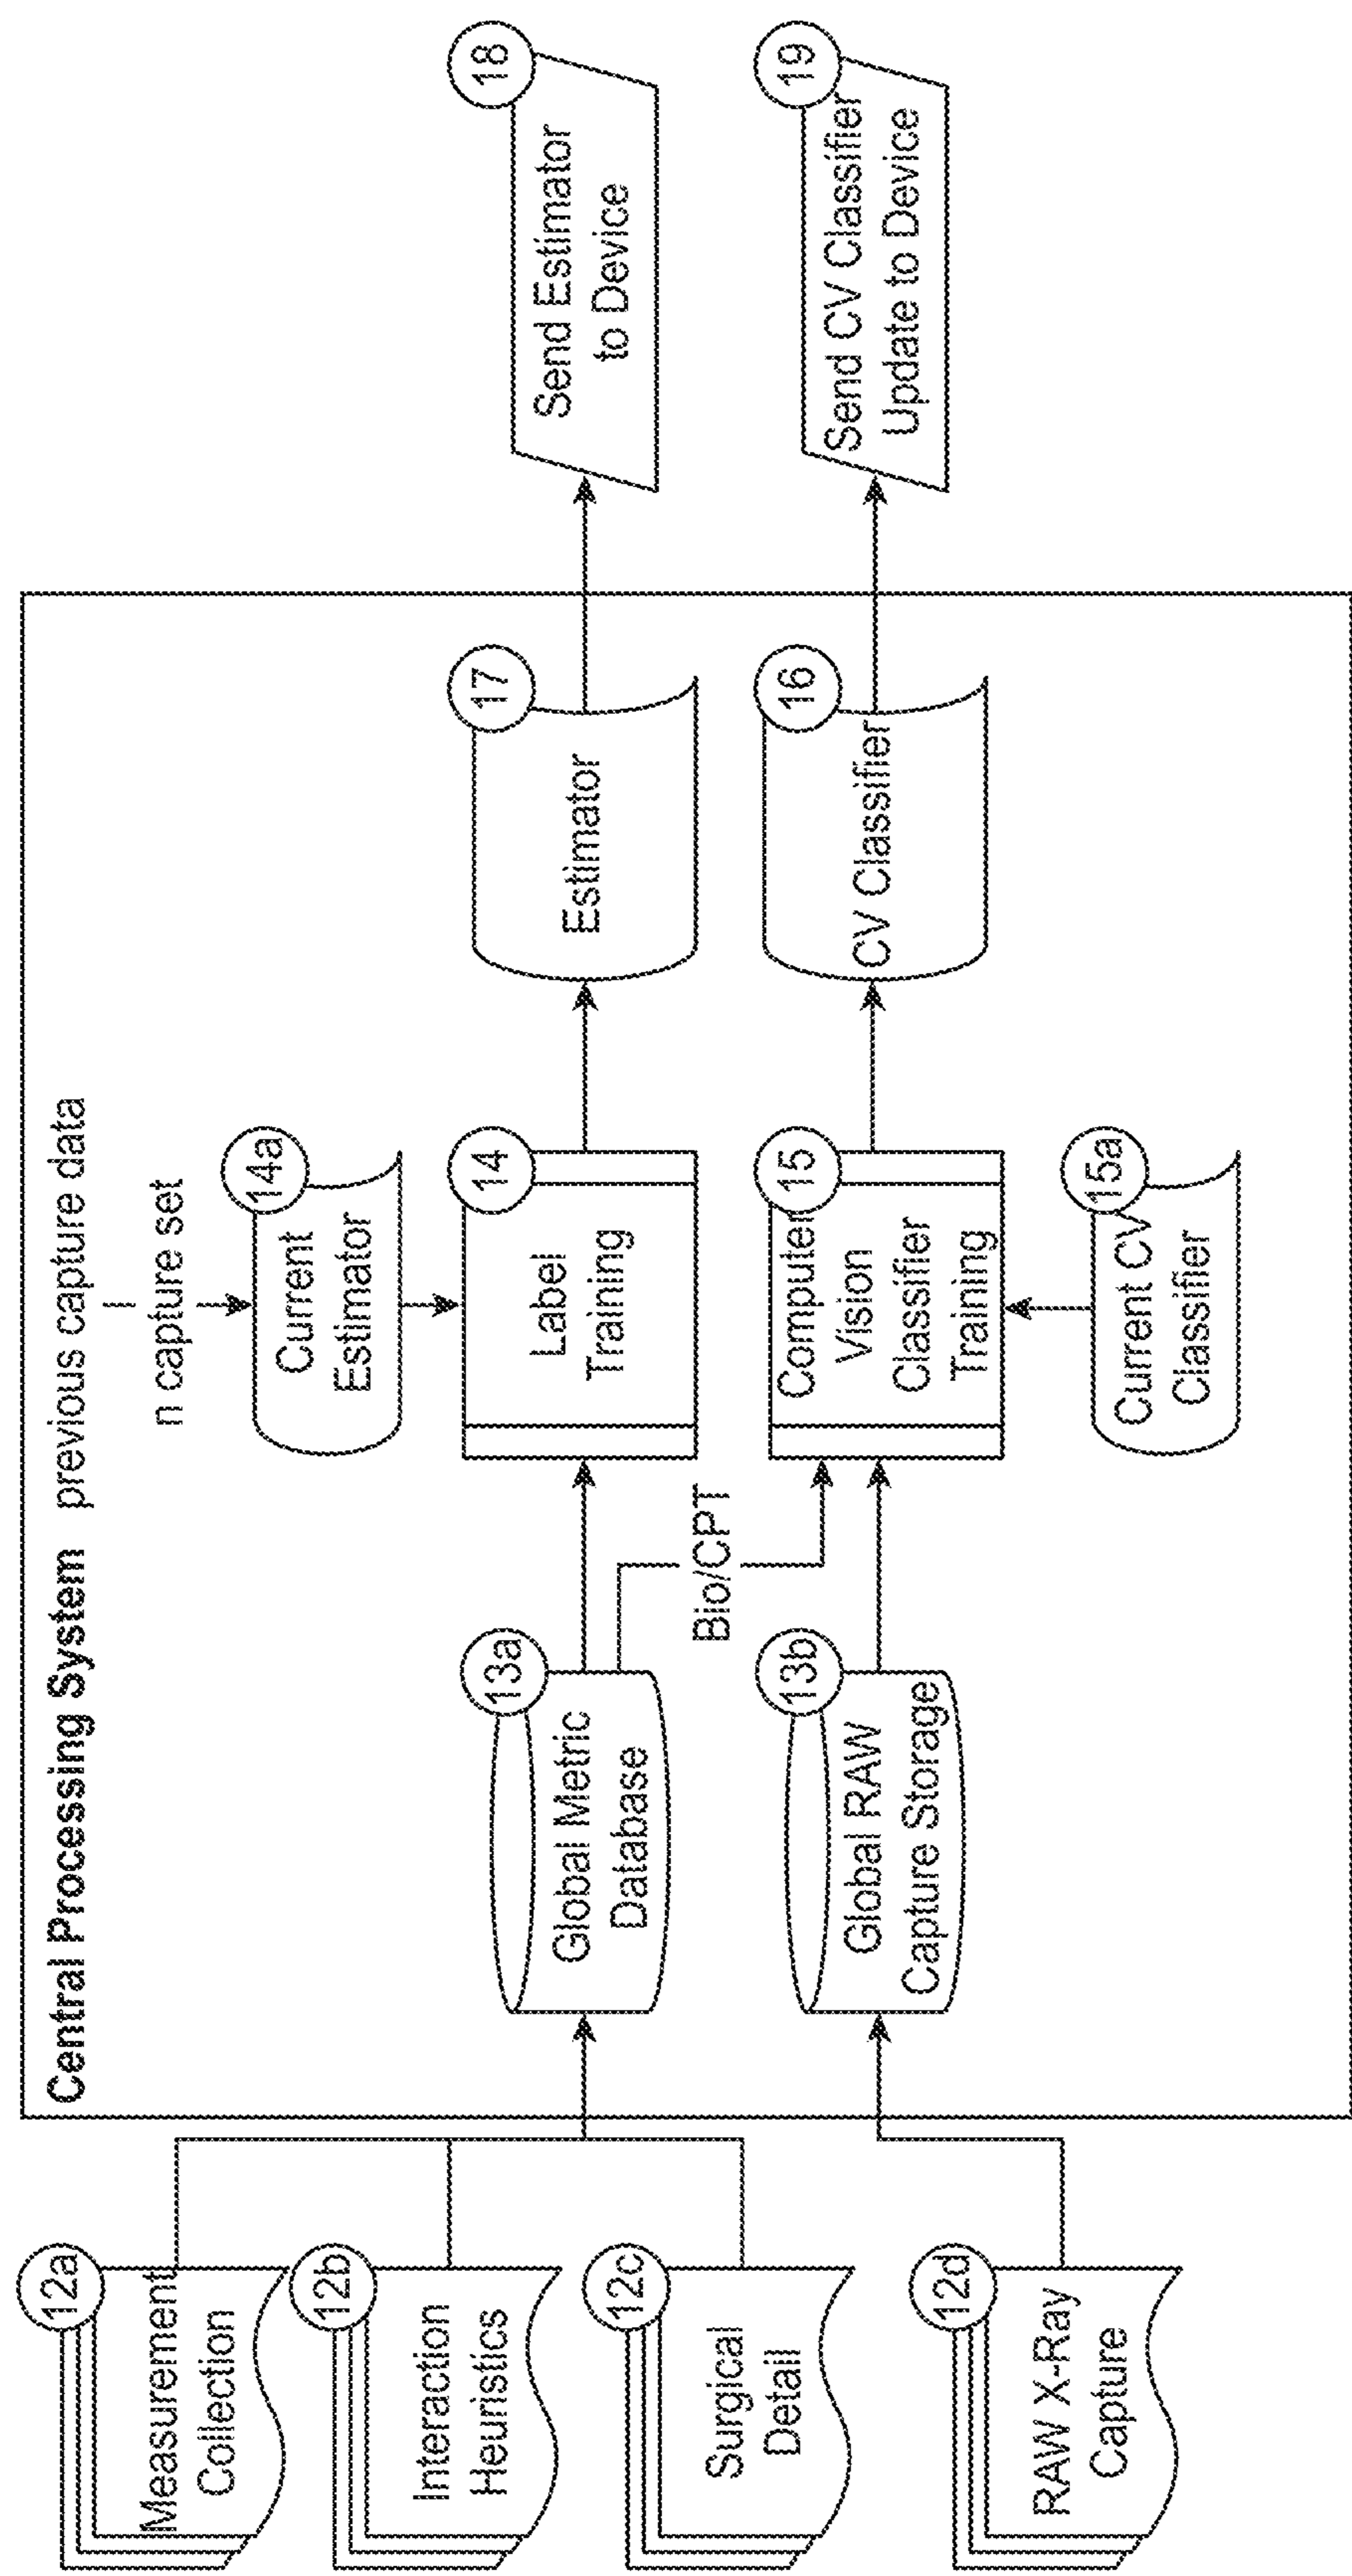 12a
Measurement
Collection
12b
Interaction
Heuristics
12c
Surgical
Detail
12d
RAW X-Ray
Capture
Central Processing System
previous capture data
n capture set
13a
Global Metric
Database
13b
Global RAW
Capture Storage
Bio/CPT
14a
Current
Estimator
14
Label
Training
15
Computer
Vision
Classifier
Training
15a
Current CV
Classifier
17
Estimator
16
CV Classifier
18
Send Estimator
to Device
19
Send CV Classifier
Update to Device